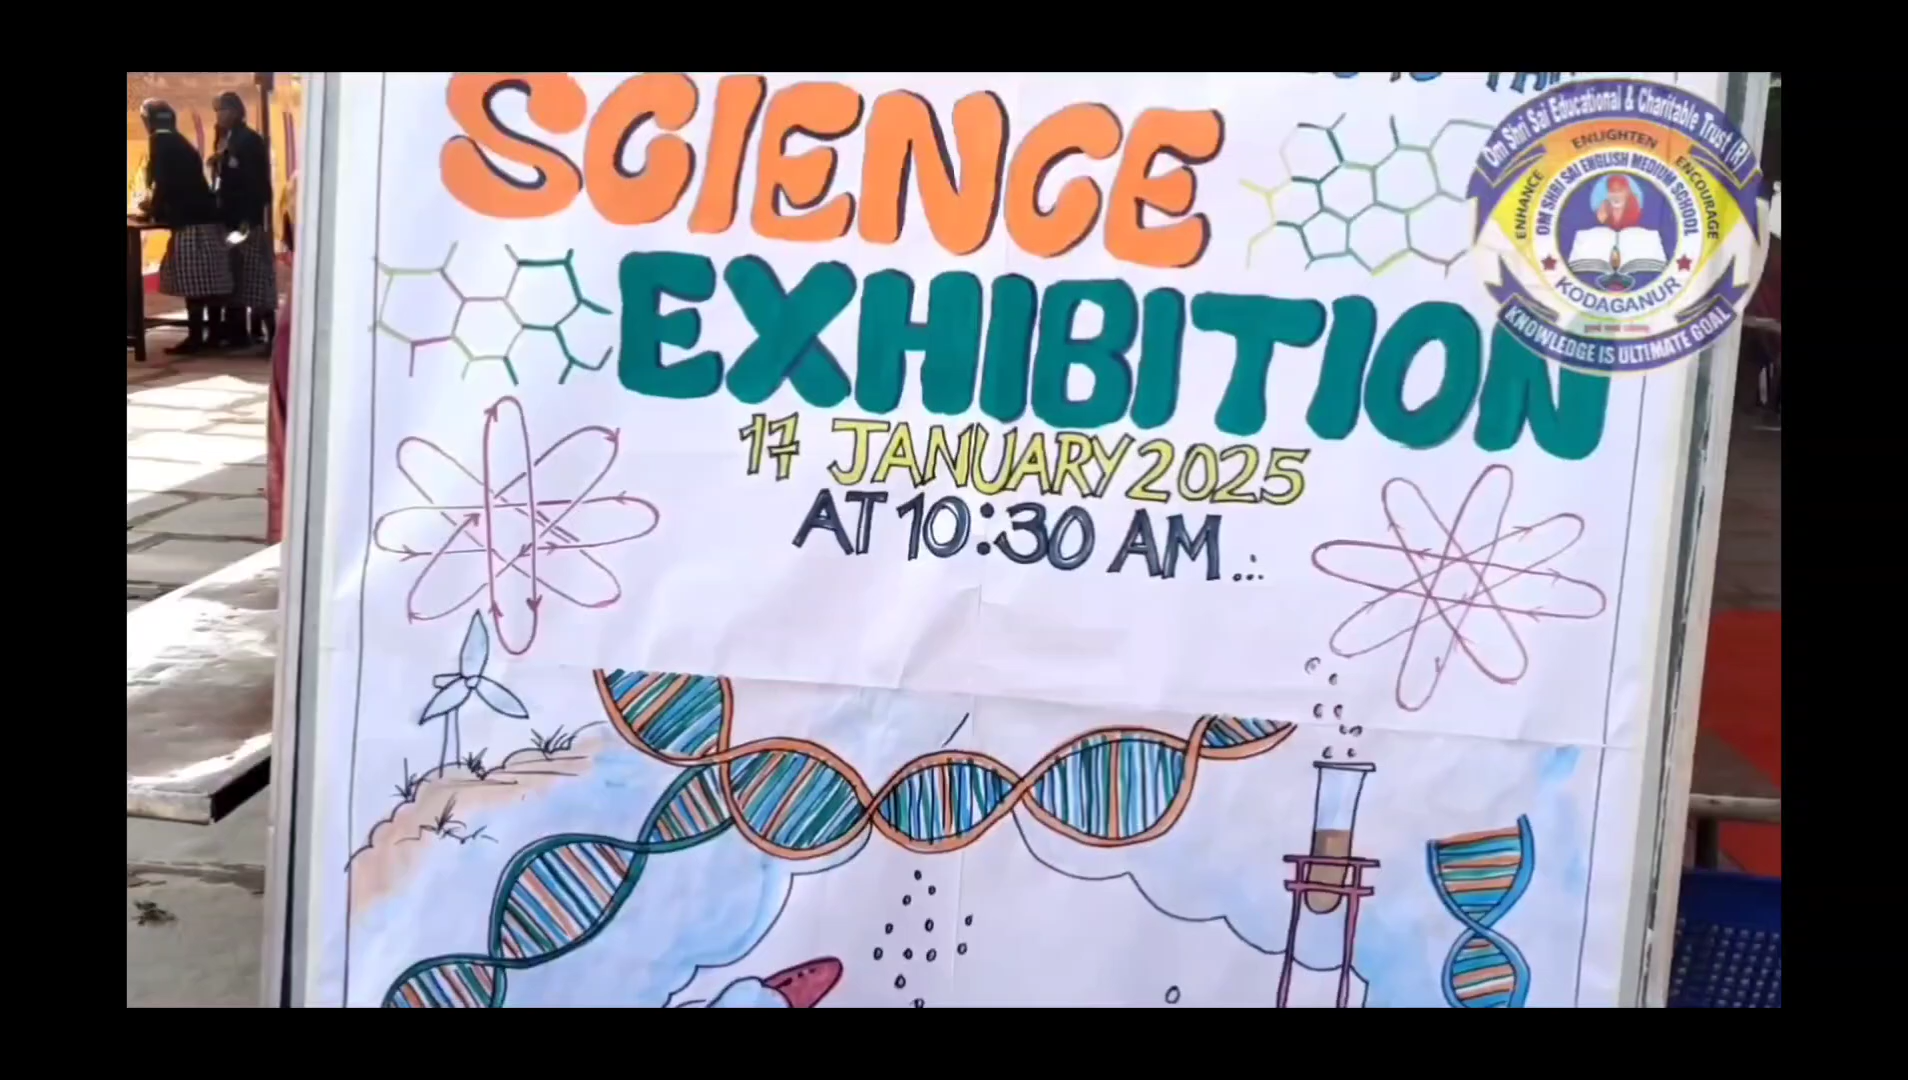 SCIENCE
EXHIBITION
17 JANUARY 2025
AT 10:30 AM...
Om Shri Sai Educational & Charitable Trust (R)
ENHANCE ENLIGHTEN ENCOURAGE
OM SHRI SAI ENGLISH MEDIUM SCHOOL
KODAGANUR
KNOWLEDGE IS ULTIMATE GOAL